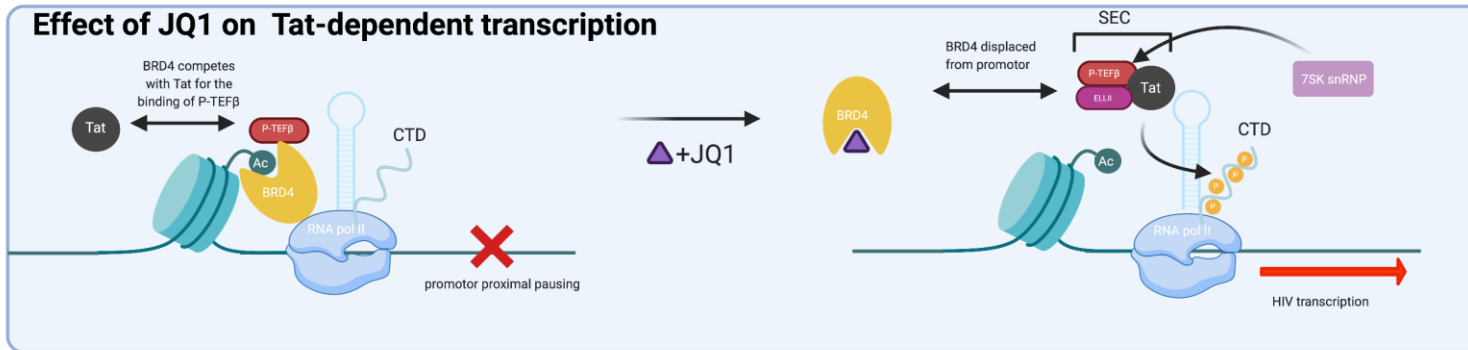 Effect of JQ1 on Tat-dependent transcription
BRD4 competes
with Tat for the
binding of P-TEFβ
Tat
P-TEFβ
Ac
BRD4
CTD
RNA pol II
promotor proximal pausing
+JQ1
BRD4
BRD4 displaced
from promotor
SEC
P-TEFβ
ELLII
Tat
7SK snRNP
Ac
CTD
P
P
P
P
RNA pol II
HIV transcription